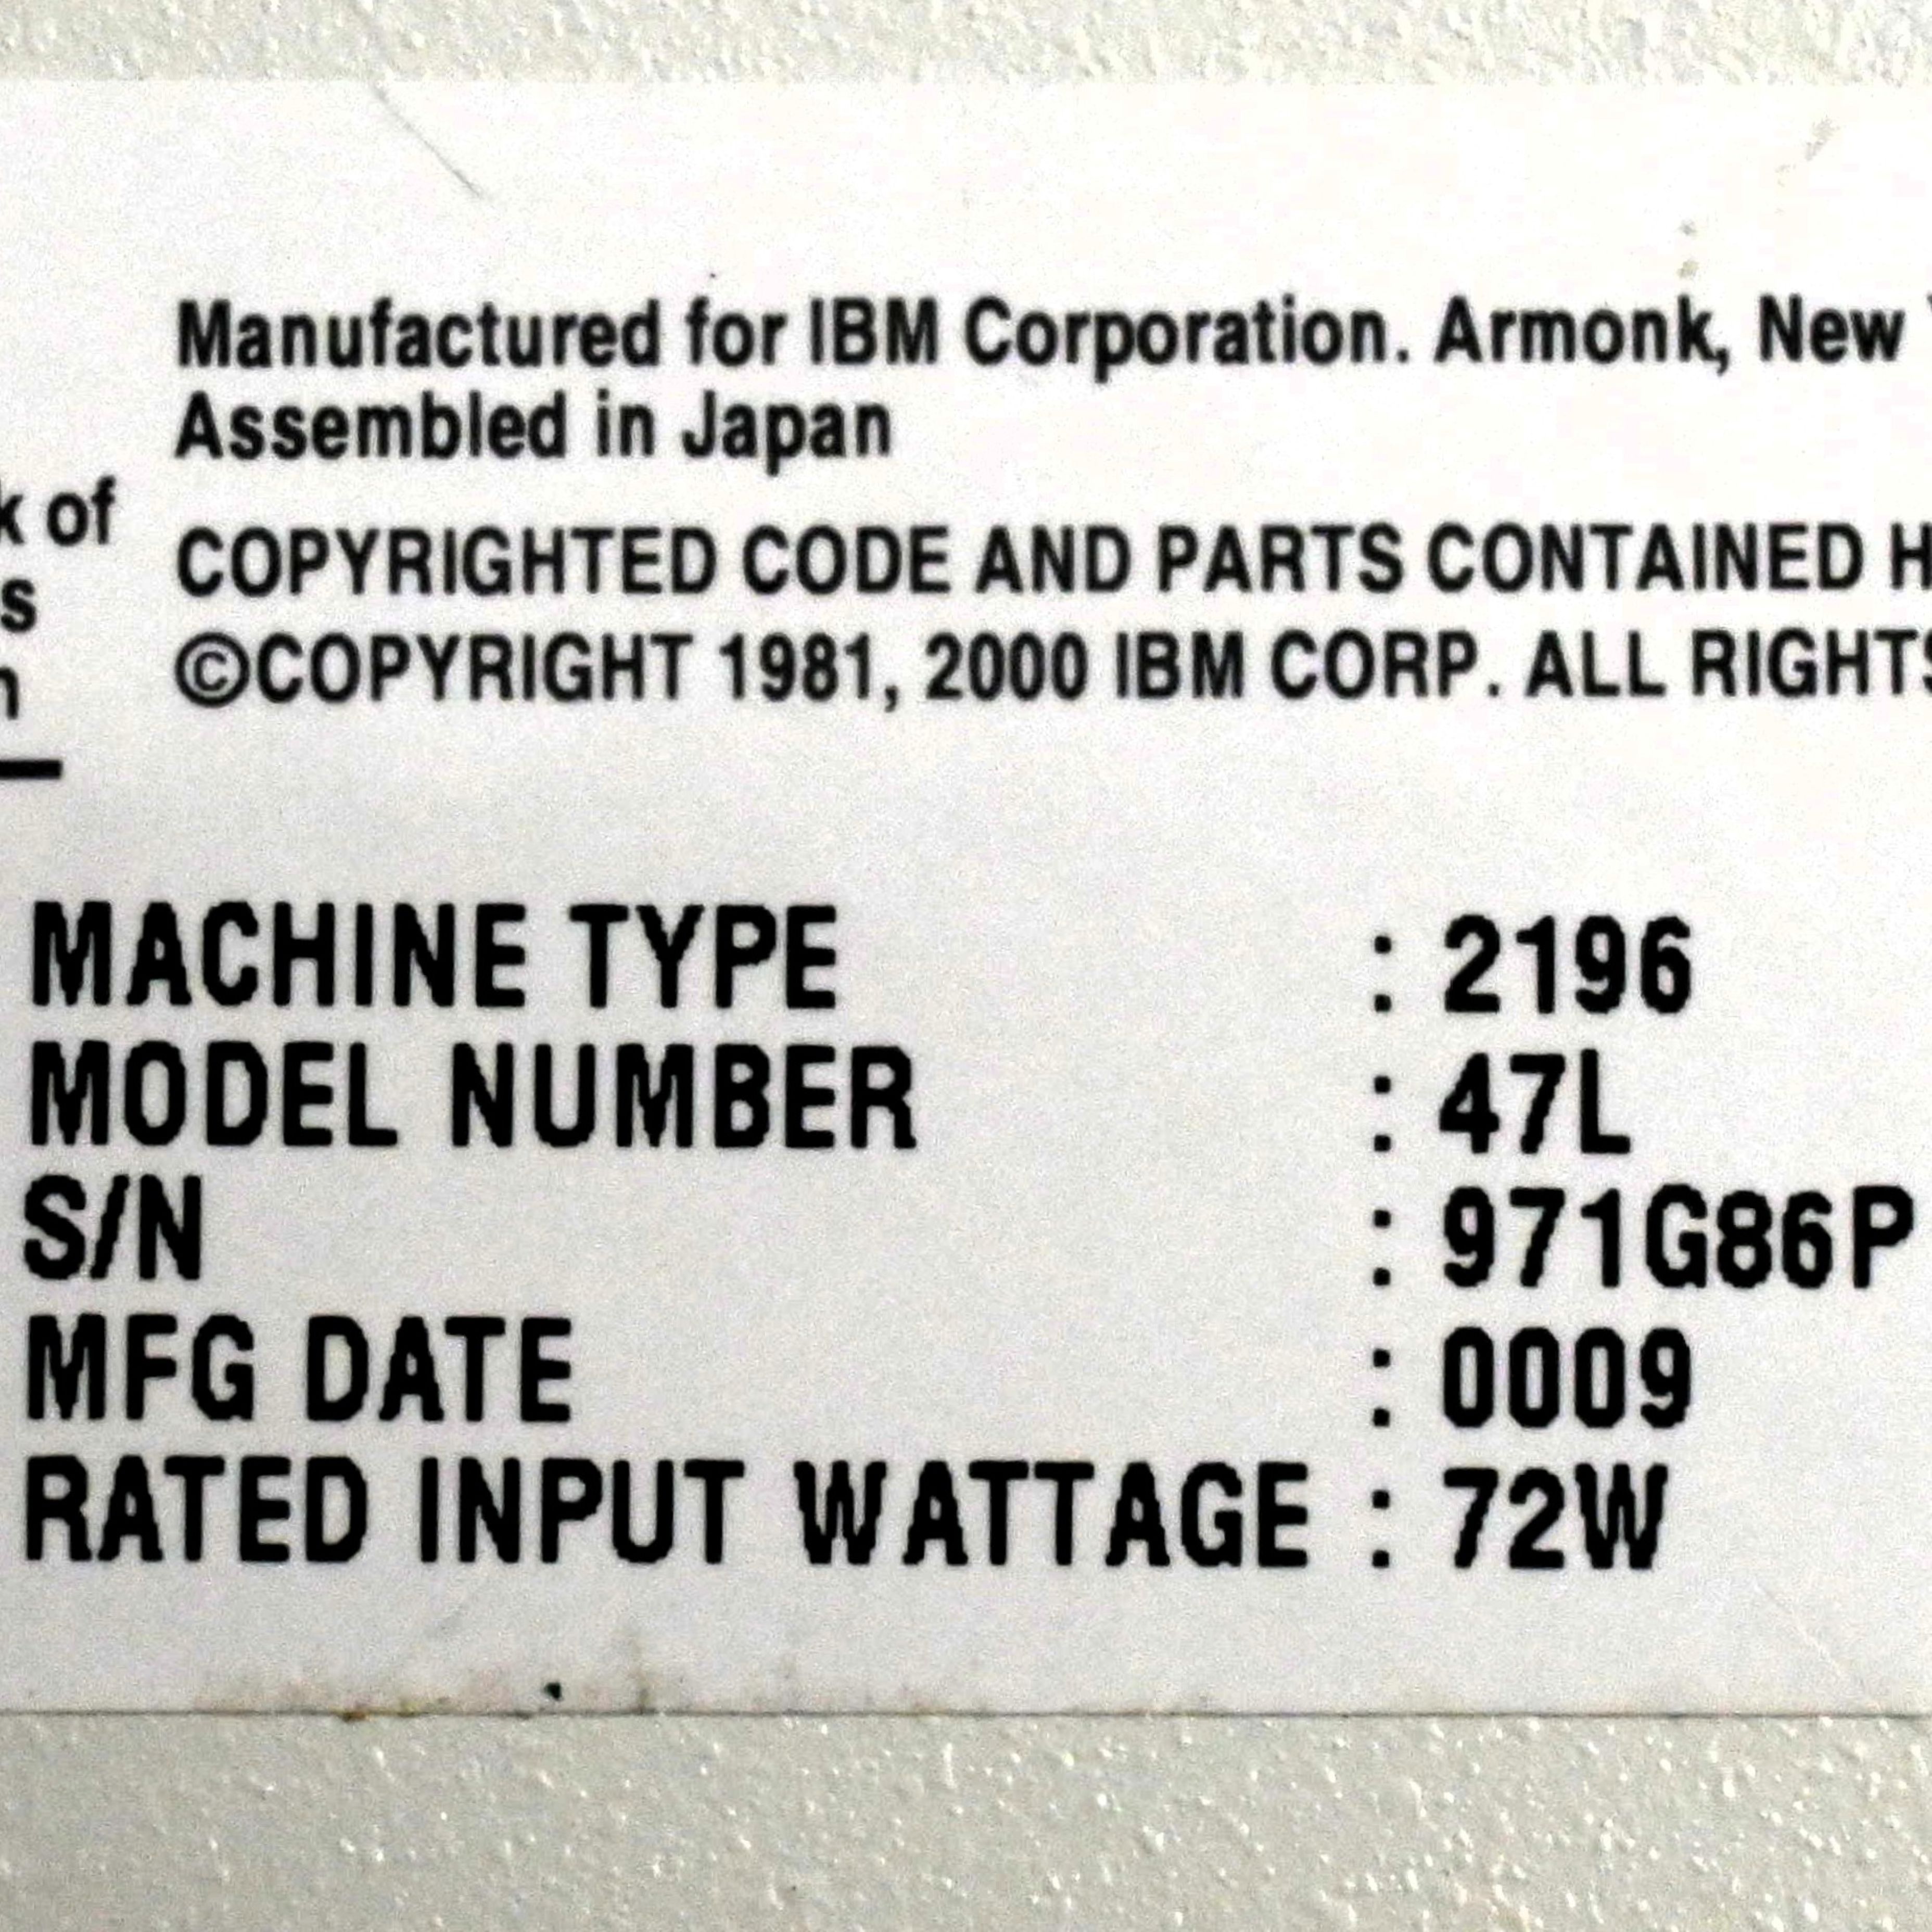 Manufactured for IBM Corporation. Armonk, New
Assembled in Japan
k of
s
n
COPYRIGHTED CODE AND PARTS CONTAINED H
©COPYRIGHT 1981, 2000 IBM CORP. ALL RIGHTS
MACHINE TYPE : 2196
MODEL NUMBER : 47L
S/N : 971G86P
MFG DATE : 0009
RATED INPUT WATTAGE : 72W